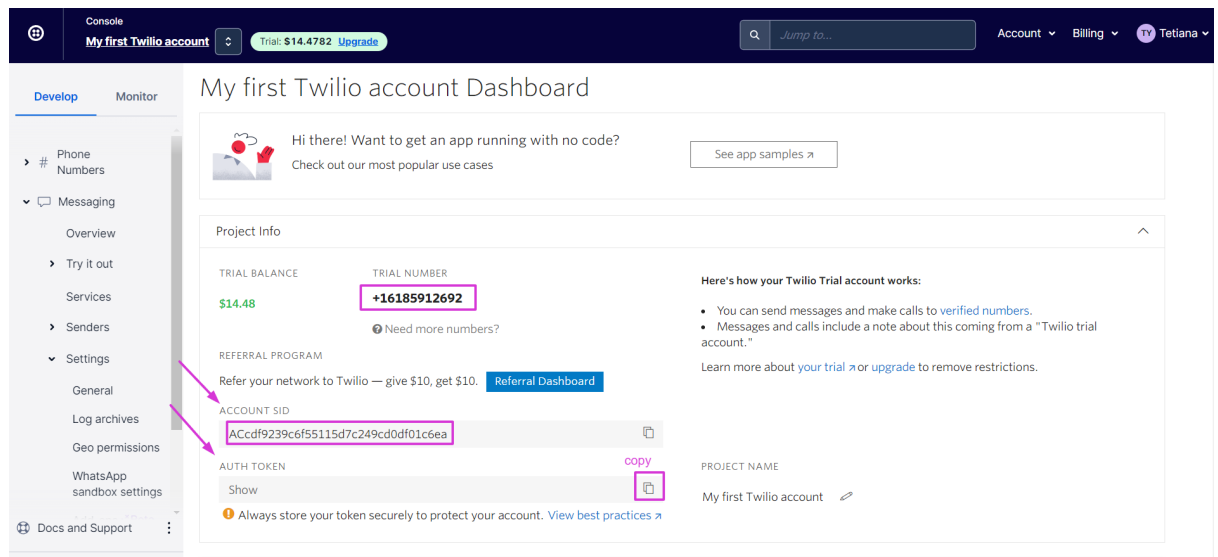 Console
My first Twilio account
Trial: $14.4782 Upgrade
Jump to...
Account
Billing
TY Tetiana
Develop
Monitor
My first Twilio account Dashboard
Hi there! Want to get an app running with no code?
Check out our most popular use cases
See app samples
# Phone
Numbers
Messaging
Overview
Try it out
Services
Senders
Settings
General
Log archives
Geo permissions
WhatsApp
sandbox settings
Docs and Support
Project Info
TRIAL BALANCE
$14.48
TRIAL NUMBER
+16185912692
Need more numbers?
REFERRAL PROGRAM
Refer your network to Twilio — give $10, get $10. Referral Dashboard
ACCOUNT SID
ACcdf9239c6f55115d7c249cd0df01c6ea
AUTH TOKEN
copy
Show
Always store your token securely to protect your account. View best practices
Here's how your Twilio Trial account works:
• You can send messages and make calls to verified numbers.
• Messages and calls include a note about this coming from a "Twilio trial
account."
Learn more about your trial or upgrade to remove restrictions.
PROJECT NAME
My first Twilio account